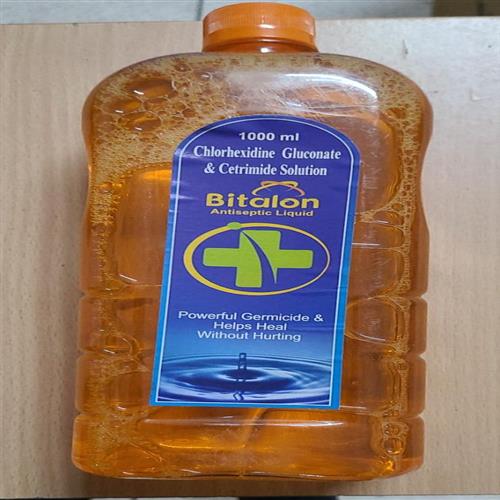 1000 ml
Chlorhexidine Gluconate
& Cetrimide Solution
Bitalon
Antiseptic Liquid
Powerful Germicide &
Helps Heal
Without Hurting